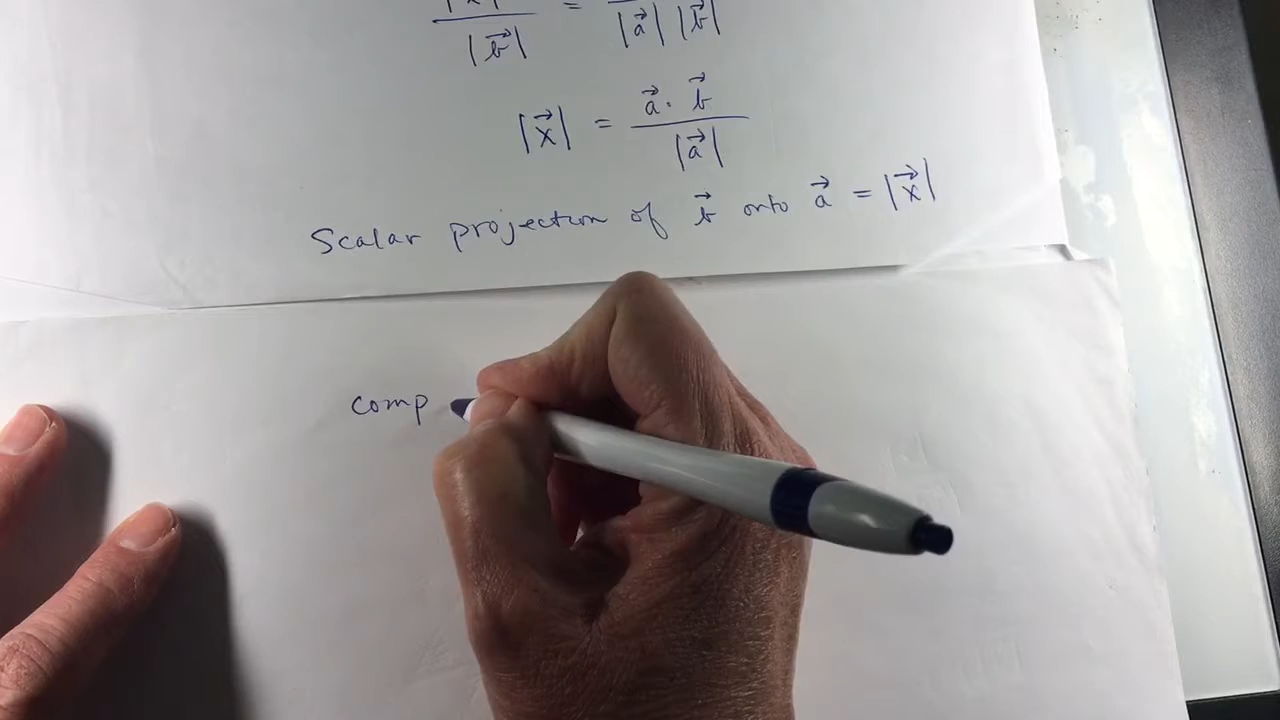 |x⃗| / |b⃗| = / |a⃗| |b⃗|
|x⃗| = a⃗ · b⃗ / |a⃗|
Scalar projection of b⃗ onto a⃗ = |x⃗|
comp